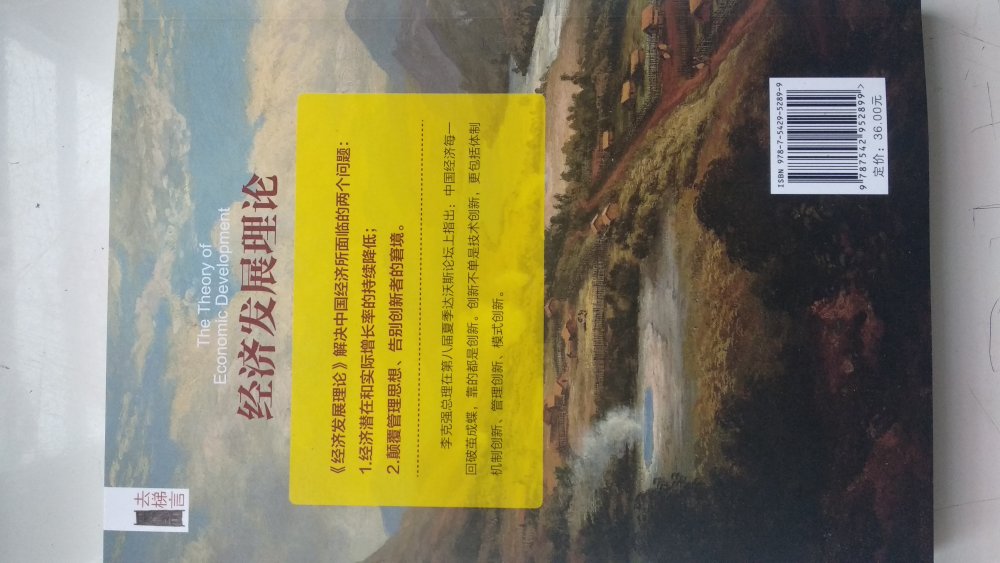 去梯言
The Theory of
Economic Development
经济发展理论
《经济发展理论》解决中国经济所面临的两个问题：
1.经济潜在和实际增长率的持续降低；
2.颠覆管理思想、告别创新者的窘境。
李克强总理在第八届夏季达沃斯论坛上指出：中国经济每一
回破茧成蝶，靠的都是创新。创新不单是技术创新，更包括体制
机制创新、管理创新、模式创新。
ISBN 978-7-5429-5289-9
9 787542 952899 >
定价：36.00元